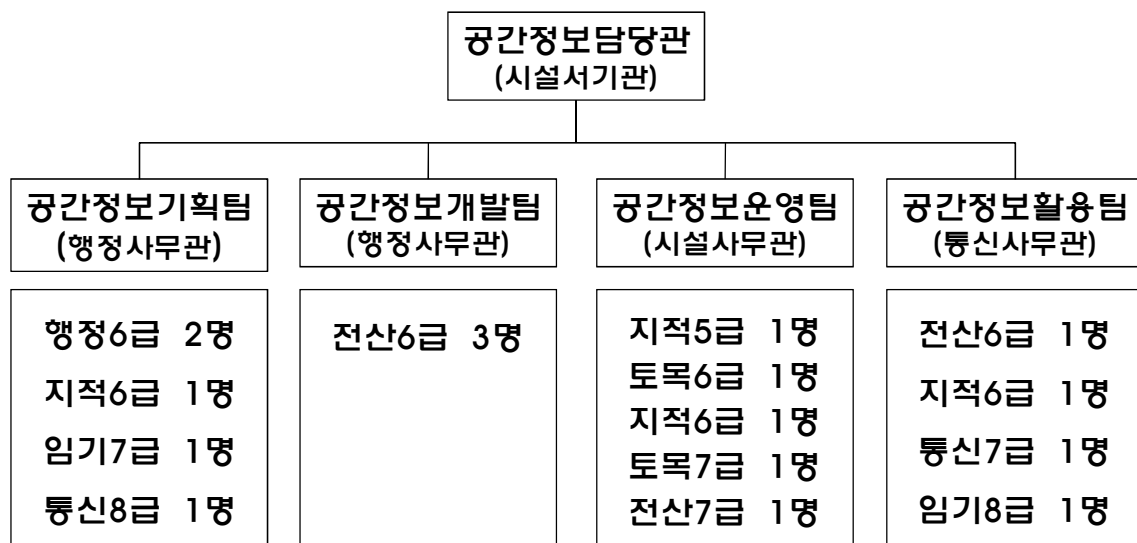 공간정보담당관
(시설서기관)
공간정보기획팀
(행정사무관)
행정6급 2명
지적6급 1명
임기7급 1명
통신8급 1명
공간정보개발팀
(행정사무관)
전산6급 3명
공간정보운영팀
(시설사무관)
지적5급 1명
토목6급 1명
지적6급 1명
토목7급 1명
전산7급 1명
공간정보활용팀
(통신사무관)
전산6급 1명
지적6급 1명
통신7급 1명
임기8급 1명